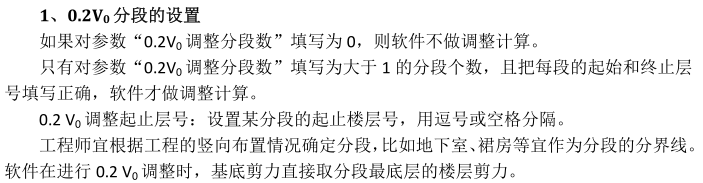 1、0.2V₀分段的设置
如果对参数“0.2V₀调整分段数”填写为 0，则软件不做调整计算。
只有对参数“0.2V₀调整分段数”填写为大于 1 的分段个数，且把每段的起始和终止层
号填写正确，软件才做调整计算。
0.2 V₀调整起止层号：设置某分段的起止楼层号，用逗号或空格分隔。
工程师宜根据工程的竖向布置情况确定分段,比如地下室、裙房等宜作为分段的分界线。
软件在进行 0.2 V₀调整时，基底剪力直接取分段最底层的楼层剪力。